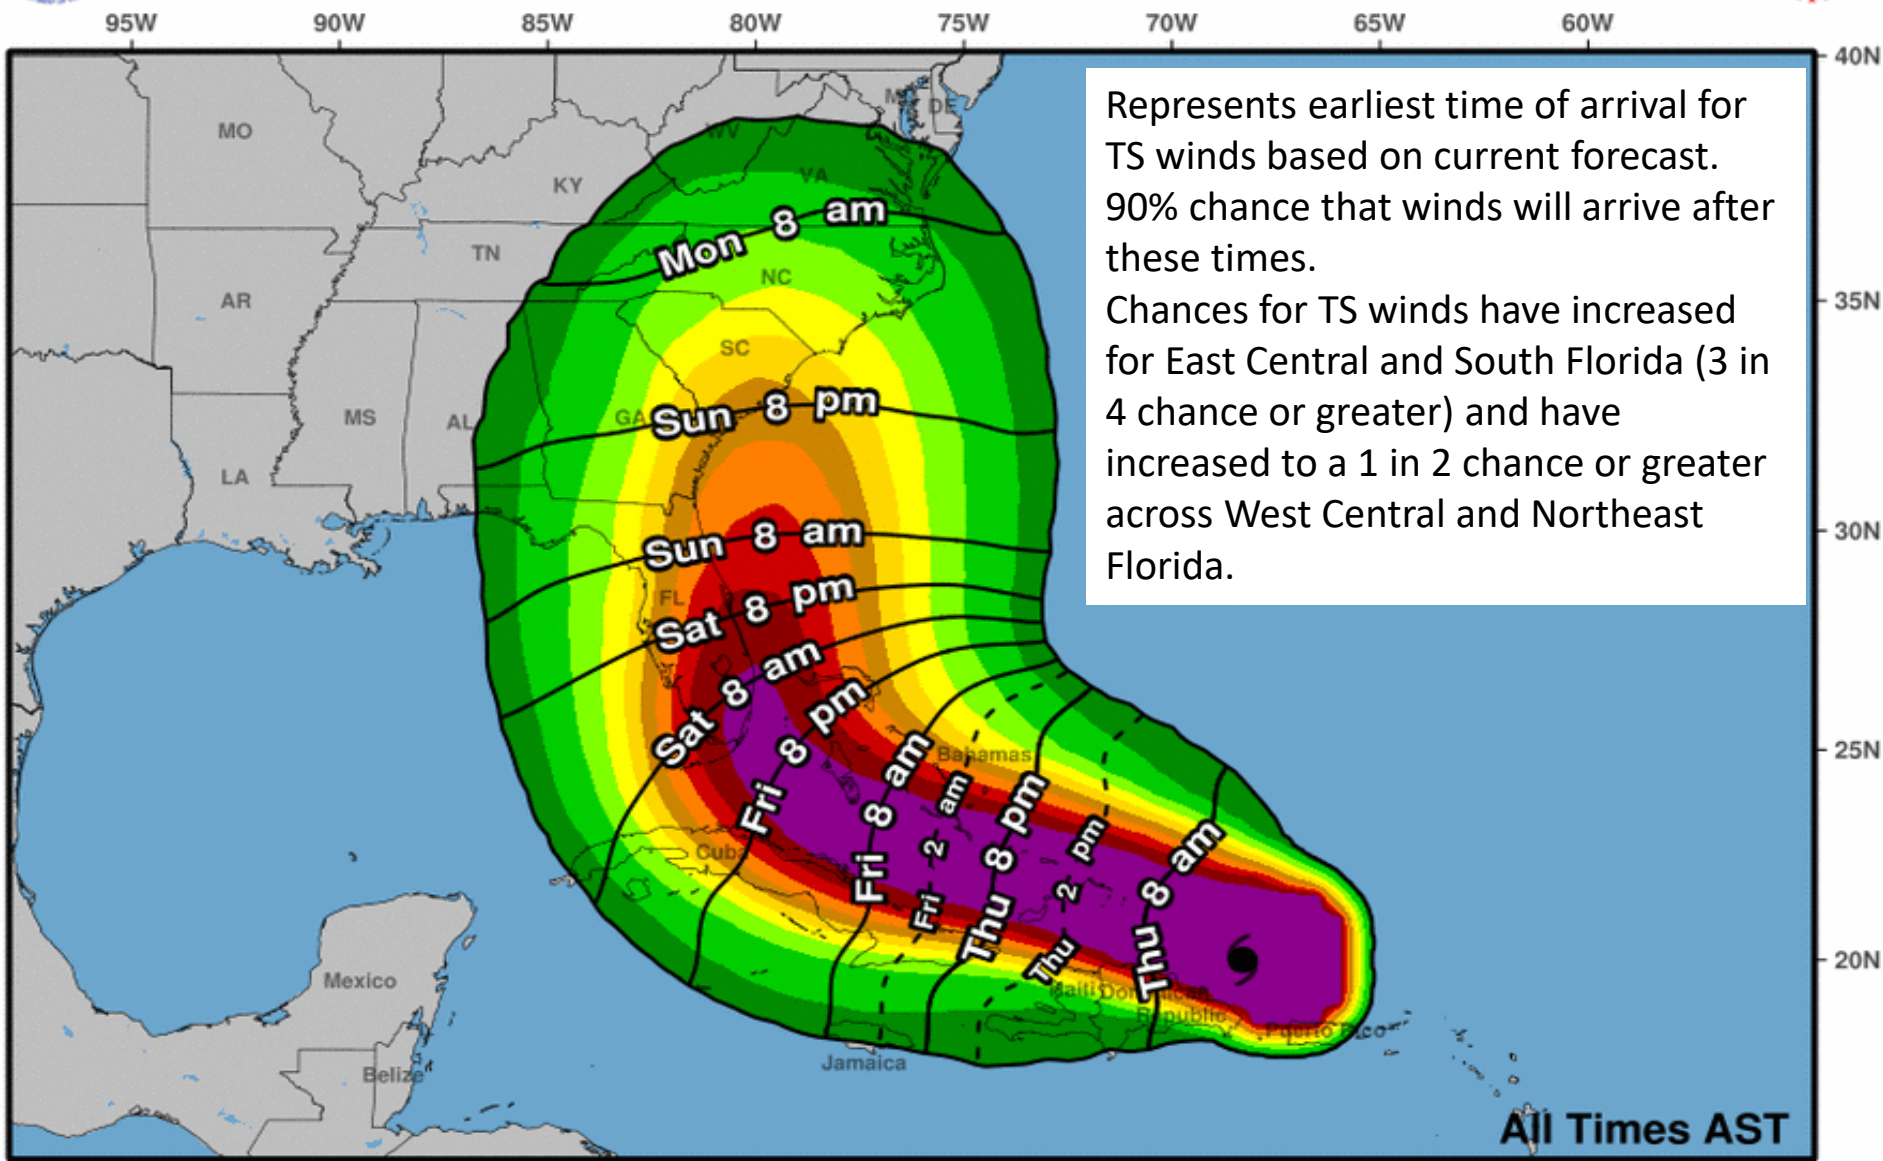 95W 90W 85W 80W 75W 70W 65W 60W
40N
Represents earliest time of arrival for
TS winds based on current forecast.
90% chance that winds will arrive after
these times.
Chances for TS winds have increased
for East Central and South Florida (3 in
4 chance or greater) and have
increased to a 1 in 2 chance or greater
across West Central and Northeast
Florida.
DE
MO
WV
VA
KY
Mon 8 am
TN
NC
AR
35N
SC
MS
AL
GA
Sun 8 pm
LA
30N
Sun 8 am
FL
Sat 8 pm
Sat 8 am
25N
Bahamas
Fri 8 pm
Fri 8 am
Fri 2 am
Thu 8 pm
Thu 2 pm
Thu 8 am
Cuba
20N
Mexico
Haiti
Dominican
Republic
Puerto Rico
Jamaica
Belize
All Times AST